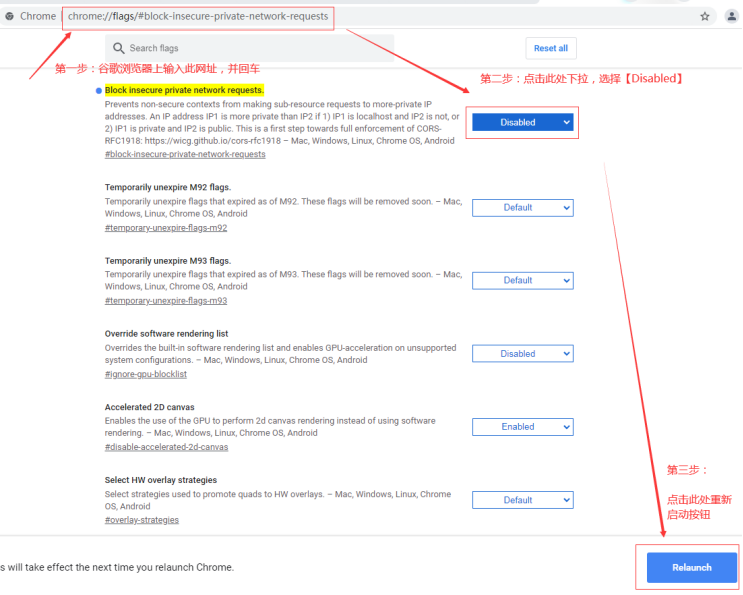 Chrome | chrome://flags/#block-insecure-private-network-requests
Search flags
Reset all
第一步：谷歌浏览器上输入此网址，并回车
第二步：点击此处下拉，选择【Disabled】
Block insecure private network requests.
Prevents non-secure contexts from making sub-resource requests to more-private IP
addresses. An IP address IP1 is more private than IP2 if 1) IP1 is localhost and IP2 is not, or
2) IP1 is private and IP2 is public. This is a first step towards full enforcement of CORS-
RFC1918: https://wicg.github.io/cors-rfc1918 – Mac, Windows, Linux, Chrome OS, Android
#block-insecure-private-network-requests
Disabled
Temporarily unexpire M92 flags.
Temporarily unexpire flags that expired as of M92. These flags will be removed soon. – Mac,
Windows, Linux, Chrome OS, Android
#temporary-unexpire-flags-m92
Default
Temporarily unexpire M93 flags.
Temporarily unexpire flags that expired as of M93. These flags will be removed soon. – Mac,
Windows, Linux, Chrome OS, Android
#temporary-unexpire-flags-m93
Default
Override software rendering list
Overrides the built-in software rendering list and enables GPU-acceleration on unsupported
system configurations. – Mac, Windows, Linux, Chrome OS, Android
#ignore-gpu-blocklist
Disabled
Accelerated 2D canvas
Enables the use of the GPU to perform 2d canvas rendering instead of using software
rendering. – Mac, Windows, Linux, Chrome OS, Android
#disable-accelerated-2d-canvas
Enabled
Select HW overlay strategies
Select strategies used to promote quads to HW overlays. – Mac, Windows, Linux, Chrome
OS, Android
#overlay-strategies
Default
第三步：
点击此处重新
启动按钮
s will take effect the next time you relaunch Chrome.
Relaunch